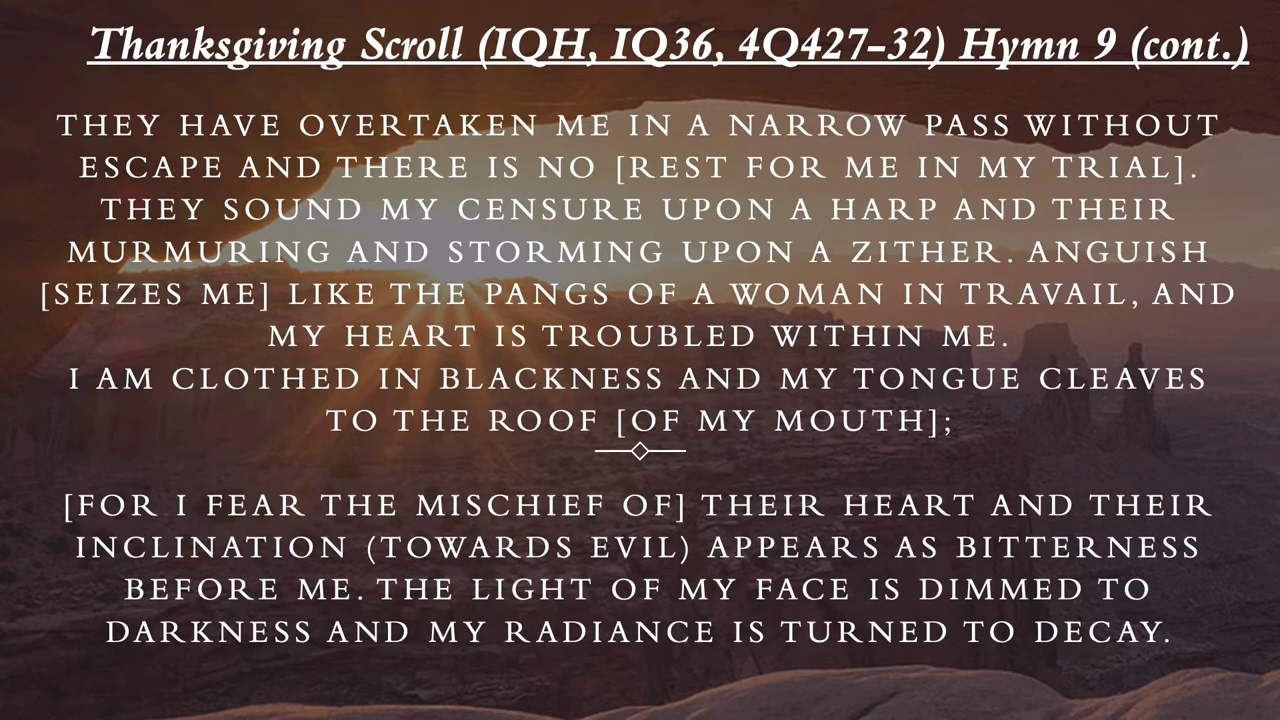 Thanksgiving Scroll (IQH, IQ36, 4Q427-32) Hymn 9 (cont.)
THEY HAVE OVERTAKEN ME IN A NARROW PASS WITHOUT
ESCAPE AND THERE IS NO [REST FOR ME IN MY TRIAL].
THEY SOUND MY CENSURE UPON A HARP AND THEIR
MURMURING AND STORMING UPON A ZITHER. ANGUISH
[SEIZES ME] LIKE THE PANGS OF A WOMAN IN TRAVAIL, AND
MY HEART IS TROUBLED WITHIN ME.
I AM CLOTHED IN BLACKNESS AND MY TONGUE CLEAVES
TO THE ROOF [OF MY MOUTH];
[FOR I FEAR THE MISCHIEF OF] THEIR HEART AND THEIR
INCLINATION (TOWARDS EVIL) APPEARS AS BITTERNESS
BEFORE ME. THE LIGHT OF MY FACE IS DIMMED TO
DARKNESS AND MY RADIANCE IS TURNED TO DECAY.